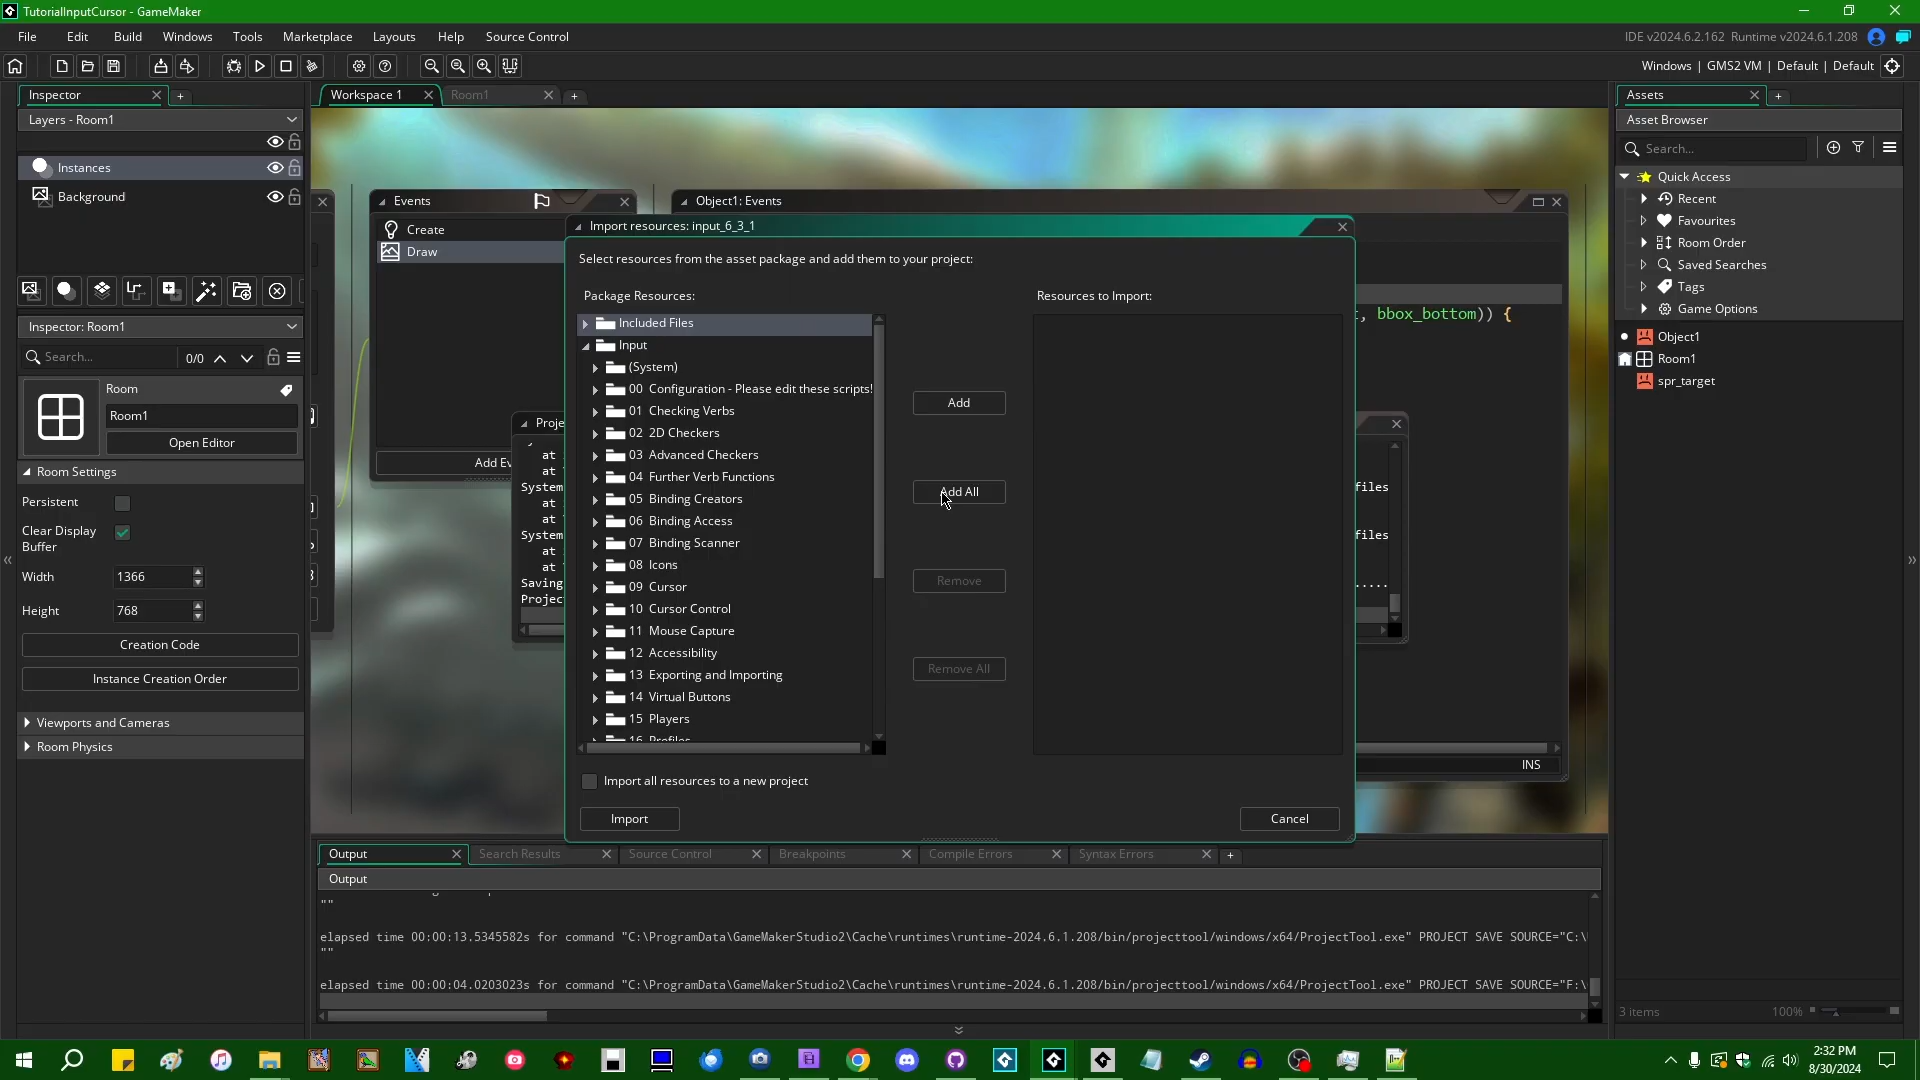 TutorialInputCursor - GameMaker
File Edit Build Windows Tools Marketplace Layouts Help Source Control
IDE v2024.6.2.162 Runtime v2024.6.1.208
Windows | GMS2 VM | Default | Default
Inspector
Layers - Room1
Instances
Background
Inspector: Room1
Search...
0/0
Room
Room1
Open Editor
Room Settings
Persistent
Clear Display
Buffer
Width
1366
Height
768
Creation Code
Instance Creation Order
Viewports and Cameras
Room Physics
Workspace 1
Room1
Events
Create
Draw
Object1: Events
, bbox_bottom)) {
INS
Import resources: input_6_3_1
Select resources from the asset package and add them to your project:
Package Resources:
Resources to Import:
Included Files
Input
(System)
00 Configuration - Please edit these scripts!
01 Checking Verbs
02 2D Checkers
03 Advanced Checkers
04 Further Verb Functions
05 Binding Creators
06 Binding Access
07 Binding Scanner
08 Icons
09 Cursor
10 Cursor Control
11 Mouse Capture
12 Accessibility
13 Exporting and Importing
14 Virtual Buttons
15 Players
16 Profiles
Add
Add All
Remove
Remove All
Import all resources to a new project
Import
Cancel
Add Ev
Proje
at
at
System
files
at
at
System
files
at
at
Saving
....
Projec
Output
Search Results
Source Control
Breakpoints
Compile Errors
Syntax Errors
Output
""
elapsed time 00:00:13.5345582s for command "C:\ProgramData\GameMakerStudio2\Cache\runtimes\runtime-2024.6.1.208/bin/projecttool/windows/x64/ProjectTool.exe" PROJECT SAVE SOURCE="C:\
""
elapsed time 00:00:04.0203023s for command "C:\ProgramData\GameMakerStudio2\Cache\runtimes\runtime-2024.6.1.208/bin/projecttool/windows/x64/ProjectTool.exe" PROJECT SAVE SOURCE="F:\
Assets
Asset Browser
Search...
Quick Access
Recent
Favourites
Room Order
Saved Searches
Tags
Game Options
Object1
Room1
spr_target
3 items
100%
2:32 PM
8/30/2024